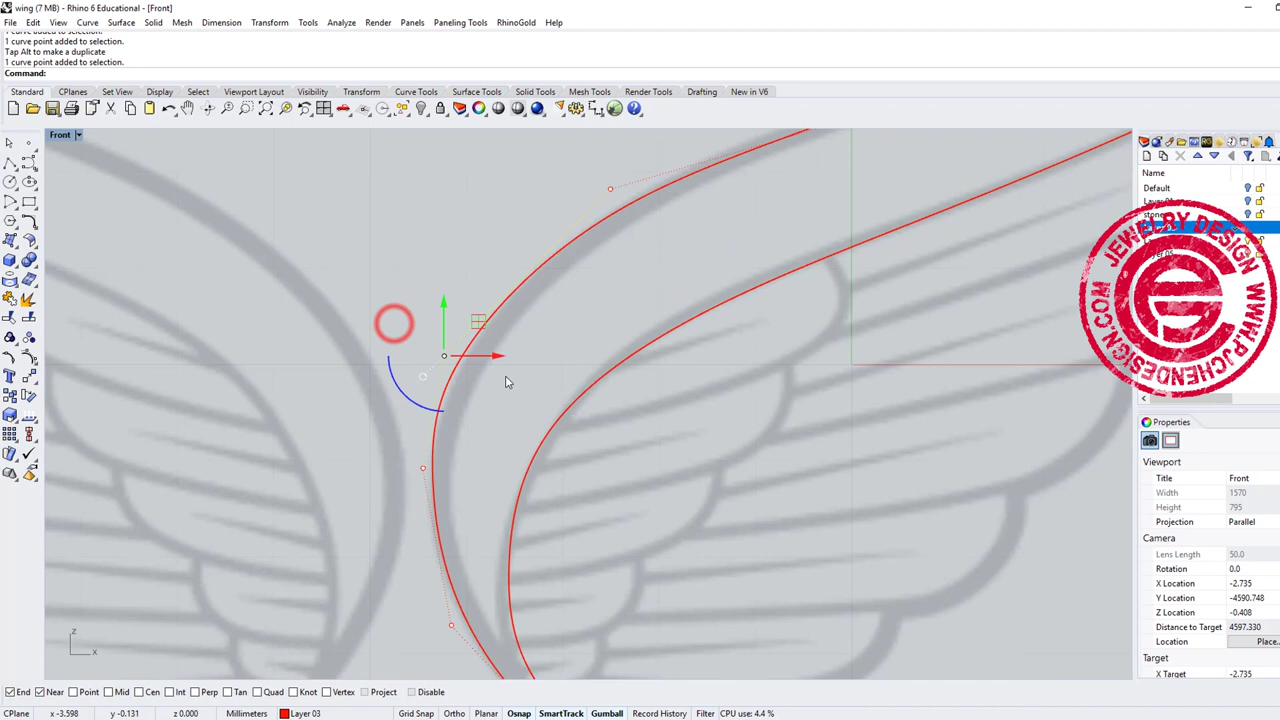 wing (7 MB) - Rhino 6 Educational - [Front]
File Edit View Curve Surface Solid Mesh Dimension Transform Tools Analyze Render Panels Paneling Tools RhinoGold Help
1 curve point added to selection.
Tap Alt to make a duplicate
1 curve point added to selection.
Command:
Standard CPlanes Set View Display Select Viewport Layout Visibility Transform Curve Tools Surface Tools Solid Tools Mesh Tools Render Tools Drafting New in V6
Front
Name
Default
JEWELRY DESIGN
WWW.PJCHENDESIGN.COM
Properties
Viewport
Title Front
Width 1570
Height 795
Projection Parallel
Camera
Lens Length 50.0
Rotation 0.0
X Location -2.735
Y Location -4590.748
Z Location -0.408
Distance to Target 4597.330
Location Place...
Target
X Target -2.735
z
x
End Near Point Mid Cen Int Perp Tan Quad Knot Vertex Project Disable
CPlane x -3.598 y -0.131 z 0.000 Millimeters Layer 03 Grid Snap Ortho Planar Osnap SmartTrack Gumball Record History Filter CPU use: 4.4 %